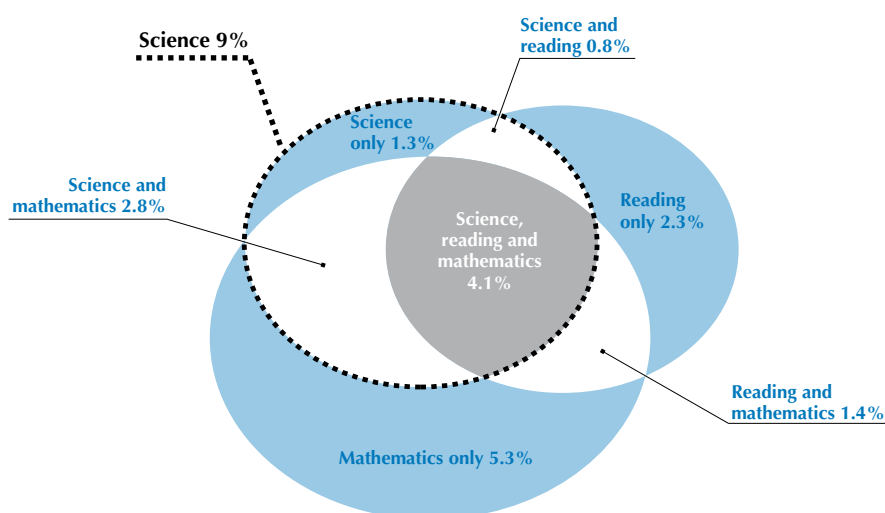 Science and
reading 0.8%
Science 9%
Science
only 1.3%
Science and
mathematics 2.8%
Reading
only 2.3%
Science,
reading and
mathematics
4.1%
Reading and
mathematics 1.4%
Mathematics only 5.3%